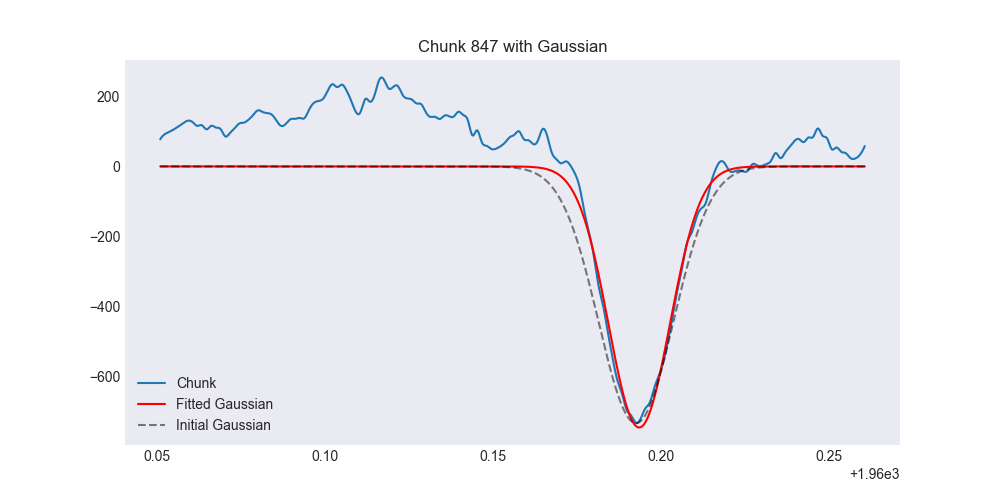 Chunk 847 with Gaussian
200
0
−200
−400
−600
Chunk
Fitted Gaussian
Initial Gaussian
0.05 0.10 0.15 0.20 0.25
+1.96e3